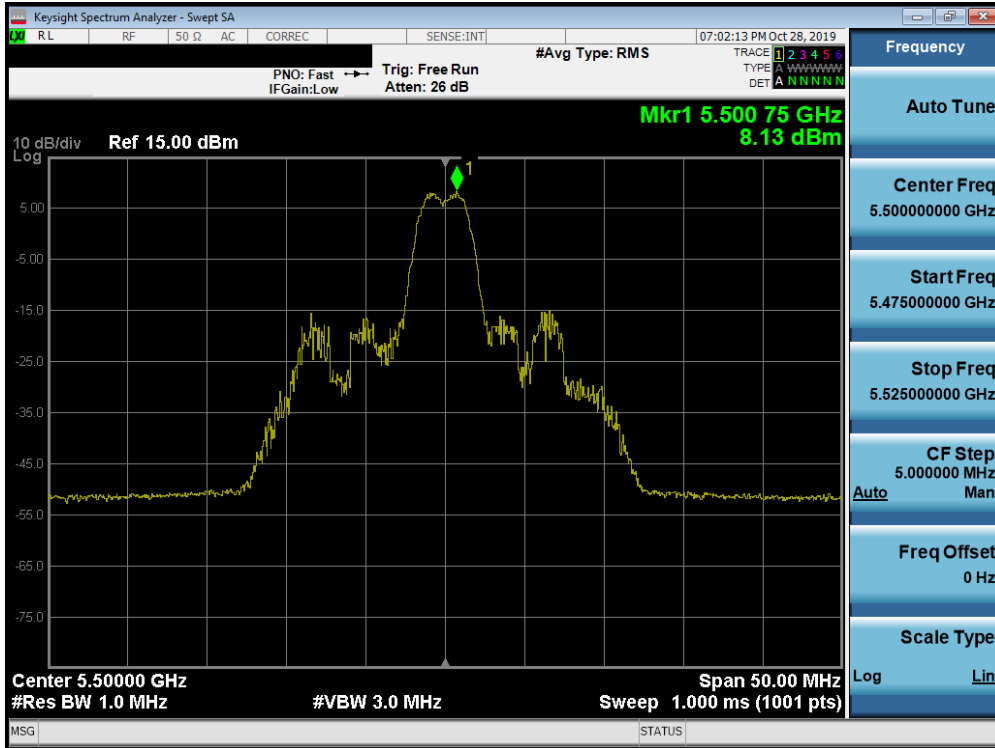 Keysight Spectrum Analyzer - Swept SA
LXI RL RF 50 Ω AC CORREC SENSE:INT 07:02:13 PM Oct 28, 2019
#Avg Type: RMS TRACE 1 2 3 4 5 6
PNO: Fast Trig: Free Run TYPE A WWWWW
IFGain:Low Atten: 26 dB DET A N N N N N
Mkr1 5.500 75 GHz
8.13 dBm
10 dB/div Ref 15.00 dBm
Log
1
5.00
-5.00
-15.0
-25.0
-35.0
-45.0
-55.0
-65.0
-75.0
Center 5.50000 GHz Span 50.00 MHz
#Res BW 1.0 MHz #VBW 3.0 MHz Sweep 1.000 ms (1001 pts)
MSG STATUS
Frequency
Auto Tune
Center Freq
5.500000000 GHz
Start Freq
5.475000000 GHz
Stop Freq
5.525000000 GHz
CF Step
5.000000 MHz
Auto Man
Freq Offset
0 Hz
Scale Type
Log Lin